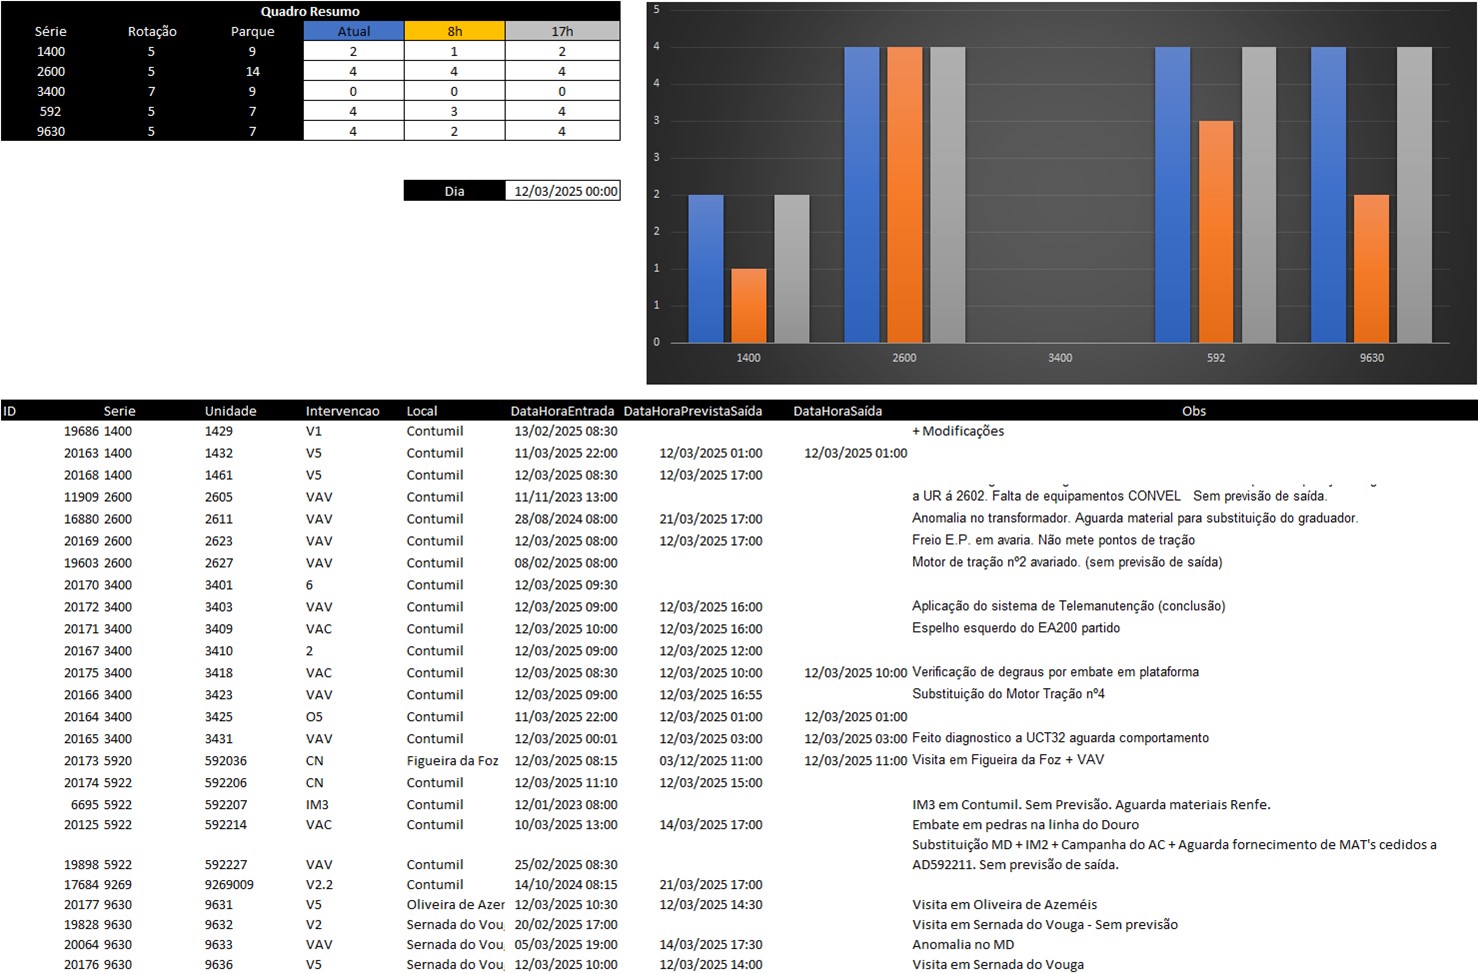 Quadro Resumo
Série Rotação Parque Atual 8h 17h
1400 5 9 2 1 2
2600 5 14 4 4 4
3400 7 9 0 0 0
592 5 7 4 3 4
9630 5 7 4 2 4
Dia 12/03/2025 00:00
5
4
4
3
3
2
2
1
1
0
1400 2600 3400 592 9630
ID Serie Unidade Intervencao Local DataHoraEntrada DataHoraPrevistaSaída DataHoraSaída Obs
19686 1400 1429 V1 Contumil 13/02/2025 08:30 + Modificações
20163 1400 1432 V5 Contumil 11/03/2025 22:00 12/03/2025 01:00 12/03/2025 01:00
20168 1400 1461 V5 Contumil 12/03/2025 08:30 12/03/2025 17:00
11909 2600 2605 VAV Contumil 11/11/2023 13:00 a UR á 2602. Falta de equipamentos CONVEL Sem previsão de saída.
16880 2600 2611 VAV Contumil 28/08/2024 08:00 21/03/2025 17:00 Anomalia no transformador. Aguarda material para substituição do graduador.
20169 2600 2623 VAV Contumil 12/03/2025 08:00 12/03/2025 17:00 Freio E.P. em avaria. Não mete pontos de tração
19603 2600 2627 VAV Contumil 08/02/2025 08:00 Motor de tração nº2 avariado. (sem previsão de saída)
20170 3400 3401 6 Contumil 12/03/2025 09:30
20172 3400 3403 VAV Contumil 12/03/2025 09:00 12/03/2025 16:00 Aplicação do sistema de Telemanutenção (conclusão)
20171 3400 3409 VAC Contumil 12/03/2025 10:00 12/03/2025 16:00 Espelho esquerdo do EA200 partido
20167 3400 3410 2 Contumil 12/03/2025 09:00 12/03/2025 12:00
20175 3400 3418 VAC Contumil 12/03/2025 08:30 12/03/2025 10:00 12/03/2025 10:00 Verificação de degraus por embate em plataforma
20166 3400 3423 VAV Contumil 12/03/2025 09:00 12/03/2025 16:55 Substituição do Motor Tração nº4
20164 3400 3425 O5 Contumil 11/03/2025 22:00 12/03/2025 01:00 12/03/2025 01:00
20165 3400 3431 VAV Contumil 12/03/2025 00:01 12/03/2025 03:00 12/03/2025 03:00 Feito diagnostico a UCT32 aguarda comportamento
20173 5920 592036 CN Figueira da Foz 12/03/2025 08:15 03/12/2025 11:00 12/03/2025 11:00 Visita em Figueira da Foz + VAV
20174 5922 592206 CN Contumil 12/03/2025 11:10 12/03/2025 15:00
6695 5922 592207 IM3 Contumil 12/01/2023 08:00 IM3 em Contumil. Sem Previsão. Aguarda materiais Renfe.
20125 5922 592214 VAC Contumil 10/03/2025 13:00 14/03/2025 17:00 Embate em pedras na linha do Douro
Substituição MD + IM2 + Campanha do AC + Aguarda fornecimento de MAT's cedidos a
19898 5922 592227 VAV Contumil 25/02/2025 08:30 AD592211. Sem previsão de saída.
17684 9269 9269009 V2.2 Contumil 14/10/2024 08:15 21/03/2025 17:00
20177 9630 9631 V5 Oliveira de Azer 12/03/2025 10:30 12/03/2025 14:30 Visita em Oliveira de Azeméis
19828 9630 9632 V2 Sernada do Vou 20/02/2025 17:00 Visita em Sernada do Vouga - Sem previsão
20064 9630 9633 VAV Sernada do Vou 05/03/2025 19:00 14/03/2025 17:30 Anomalia no MD
20176 9630 9636 V5 Sernada do Vou 12/03/2025 10:00 12/03/2025 14:00 Visita em Sernada do Vouga